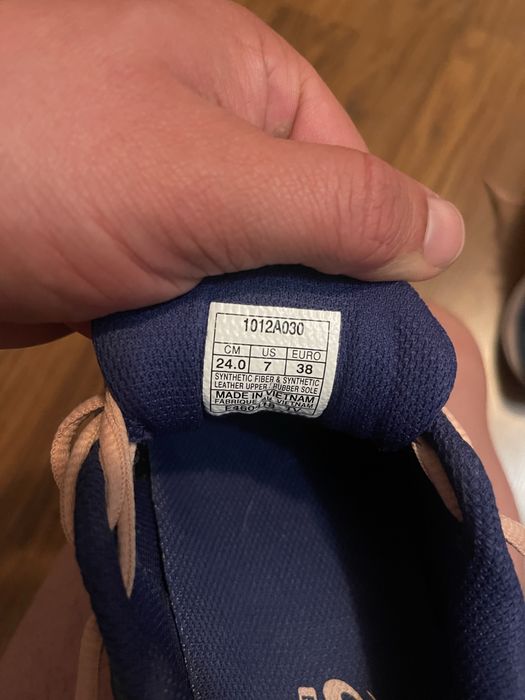 1012A030
CM US EURO
24.0 7 38
SYNTHETIC FIBER & SYNTHETIC
LEATHER UPPER / RUBBER SOLE
MADE IN VIETNAM
FABRIQUE AU VIETNAM